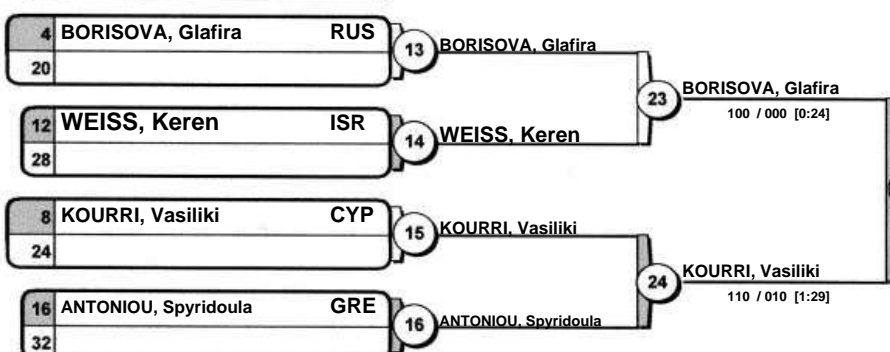 4 BORISOVA, Glafira RUS
20
13
BORISOVA, Glafira
12 WEISS, Keren ISR
28
14
WEISS, Keren
23
BORISOVA, Glafira
100 / 000 [0:24]
8 KOURRI, Vasiliki CYP
24
15
KOURRI, Vasiliki
16 ANTONIOU, Spyridoula GRE
32
16
ANTONIOU, Spyridoula
24
KOURRI, Vasiliki
110 / 010 [1:29]